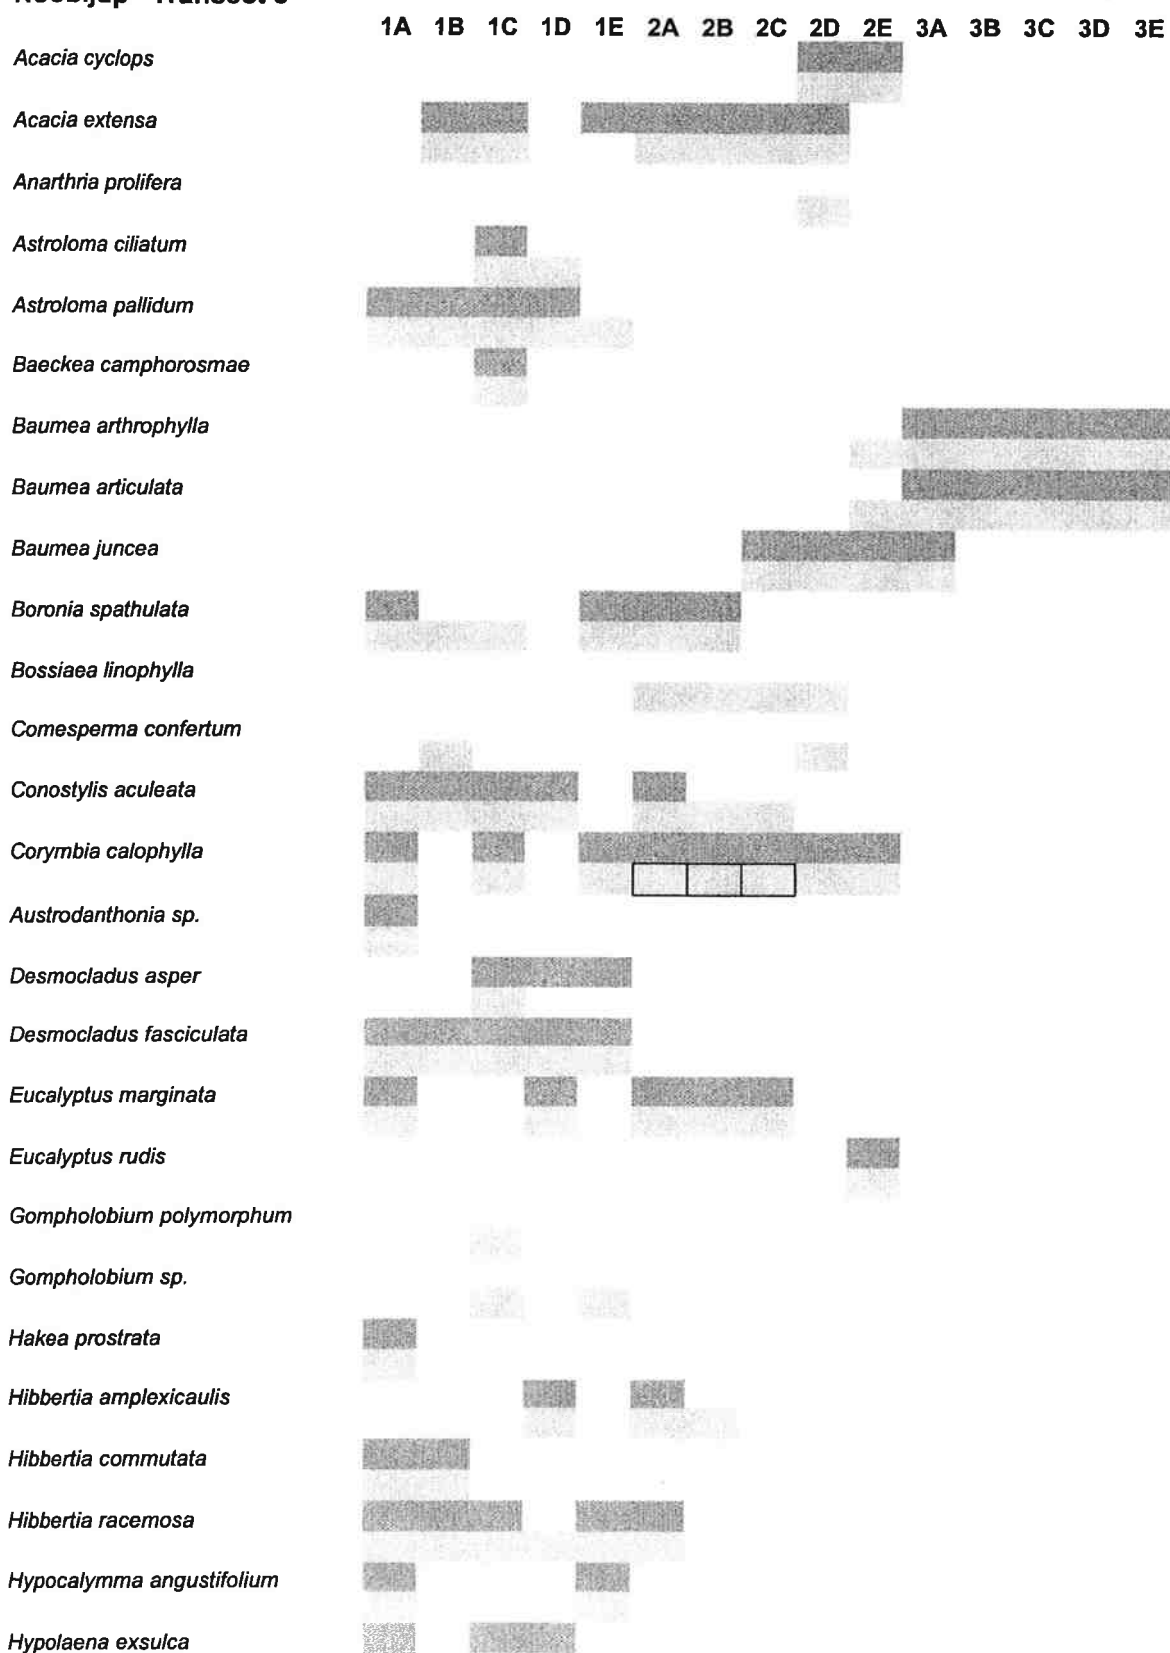 1A 1B 1C 1D 1E 2A 2B 2C 2D 2E 3A 3B 3C 3D 3E
Acacia cyclops
Acacia extensa
Anarthria prolifera
Astroloma ciliatum
Astroloma pallidum
Baeckea camphorosmae
Baumea arthrophylla
Baumea articulata
Baumea juncea
Boronia spathulata
Bossiaea linophylla
Comesperma confertum
Conostylis aculeata
Corymbia calophylla
Austrodanthonia sp.
Desmocladus asper
Desmocladus fasciculata
Eucalyptus marginata
Eucalyptus rudis
Gompholobium polymorphum
Gompholobium sp.
Hakea prostrata
Hibbertia amplexicaulis
Hibbertia commutata
Hibbertia racemosa
Hypocalymma angustifolium
Hypolaena exsulca